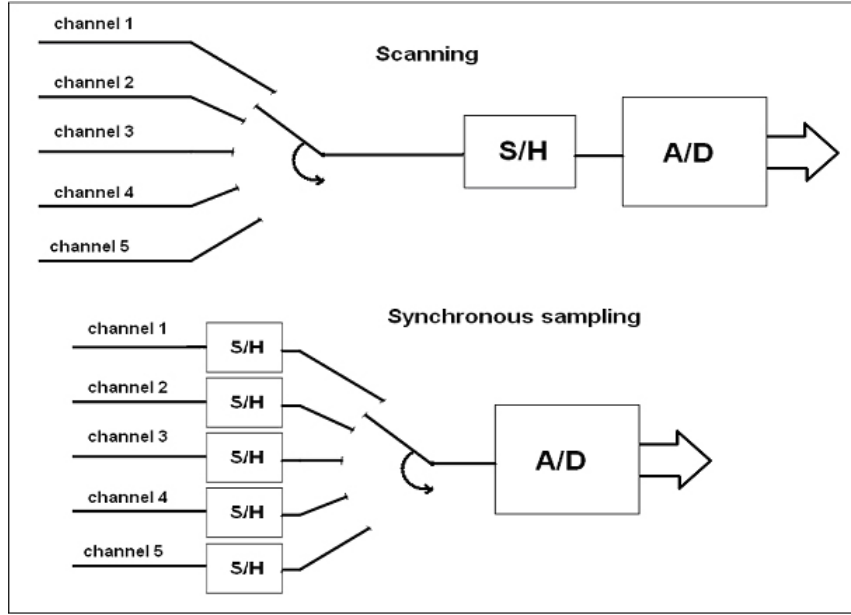 channel 1
Scanning
channel 2
channel 3
S/H
A/D
channel 4
channel 5
Synchronous sampling
channel 1
S/H
channel 2
S/H
channel 3
S/H
A/D
channel 4
S/H
channel 5
S/H